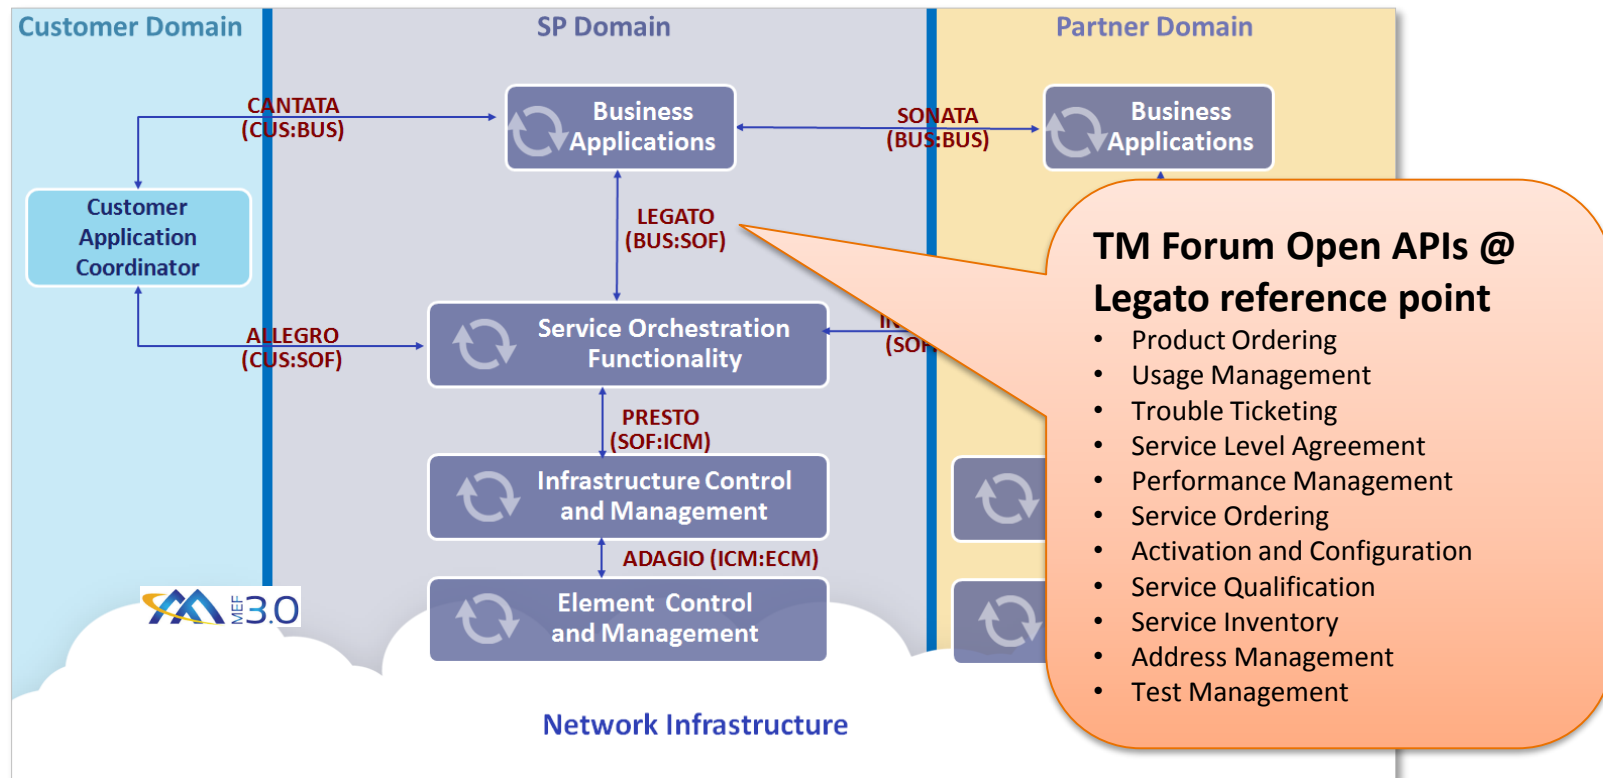 Customer Domain
SP Domain
Partner Domain
CANTATA
(CUS:BUS)
Business
Applications
SONATA
(BUS:BUS)
Business
Applications
Customer
Application
Coordinator
LEGATO
(BUS:SOF)
TM Forum Open APIs @
Legato reference point
• Product Ordering
• Usage Management
• Trouble Ticketing
• Service Level Agreement
• Performance Management
• Service Ordering
• Activation and Configuration
• Service Qualification
• Service Inventory
• Address Management
• Test Management
ALLEGRO
(CUS:SOF)
Service Orchestration
Functionality
PRESTO
(SOF:ICM)
Infrastructure Control
and Management
ADAGIO (ICM:ECM)
Element Control
and Management
MEF 3.0
Network Infrastructure